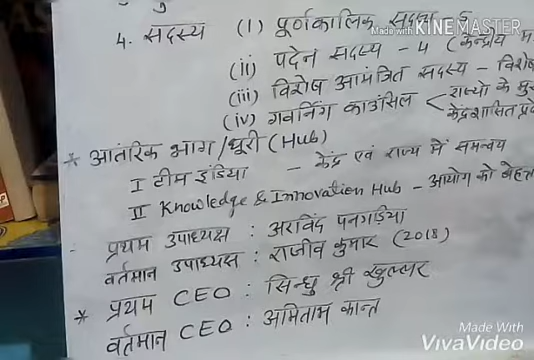 4. सदस्य (i) पूर्णकालिक सदस्य 5
Made with KINEMASTER
(ii) पदेन सदस्य - 4 (केन्द्रीय
(iii) विशेष आमंत्रित सदस्य - विशेष
(iv) गवर्निंग काउंसिल < राज्यों के
केंद्रशासित
* आंतरिक भाग/धूरी (Hub)
I टीम इंडिया - केंद्र एवं राज्य में समन्वय
II Knowledge & Innovation Hub - आयोग को
प्रथम उपाध्यक्ष : अरविंद पनगड़िया
वर्तमान उपाध्यक्ष : राजीव कुमार (2018)
* प्रथम CEO : सिन्धु श्री खुल्लर
वर्तमान CEO : अमिताभ कान्त
Made With
VivaVideo